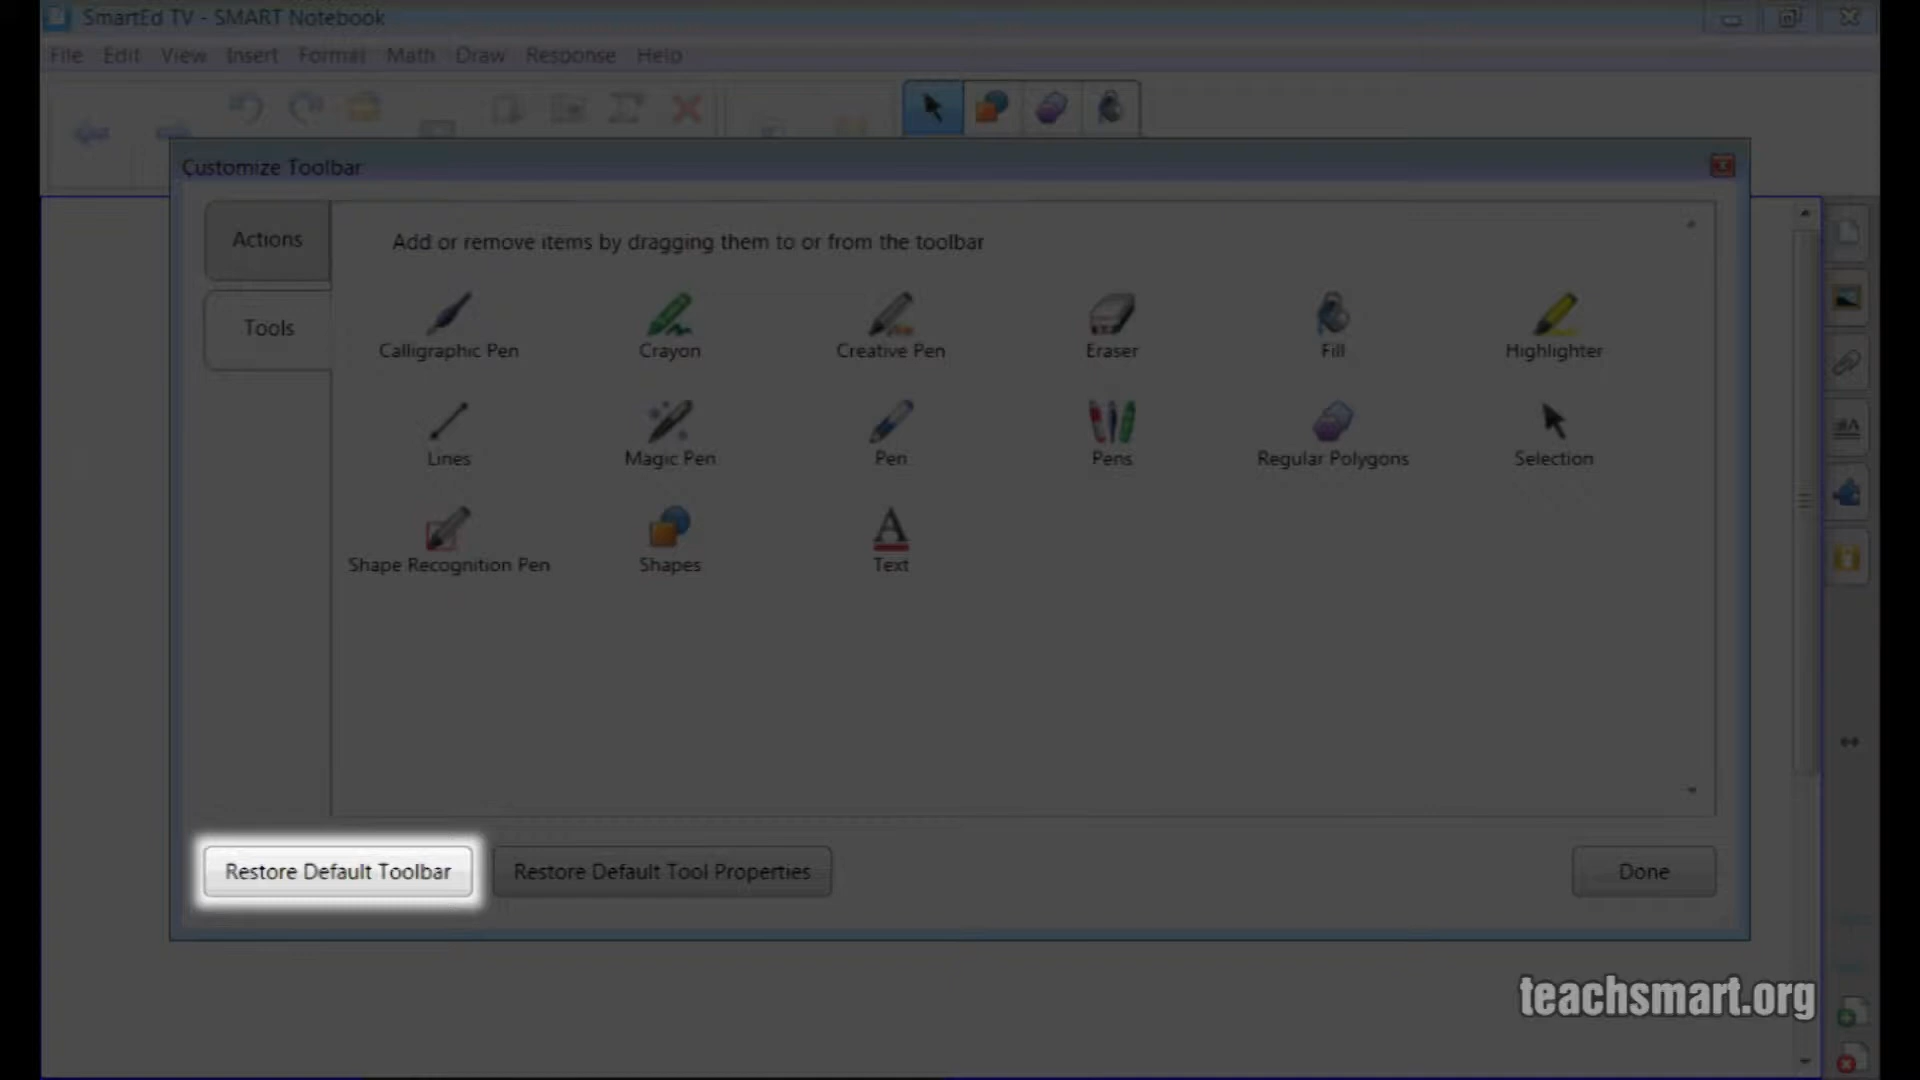 SmartEd TV - SMART Notebook
File Edit View Insert Format Math Draw Response Help
Customize Toolbar
Actions
Add or remove items by dragging them to or from the toolbar
Tools
Calligraphic Pen Crayon Creative Pen Eraser Fill Highlighter
Lines Magic Pen Pen Pens Regular Polygons Selection
Shape Recognition Pen Shapes Text
Restore Default Toolbar Restore Default Tool Properties Done
teachsmart.org